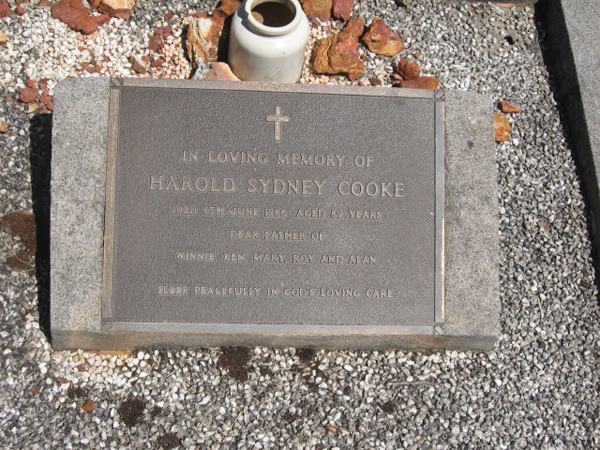 IN LOVING MEMORY OF
HAROLD SYDNEY COOKE
DIED JUNE AGED YEARS
DEAR FATHER OF
WINNIE, KEN, MARY, ROY AND ALAN
SLEEP PEACEFULLY IN GOD'S LOVING CARE